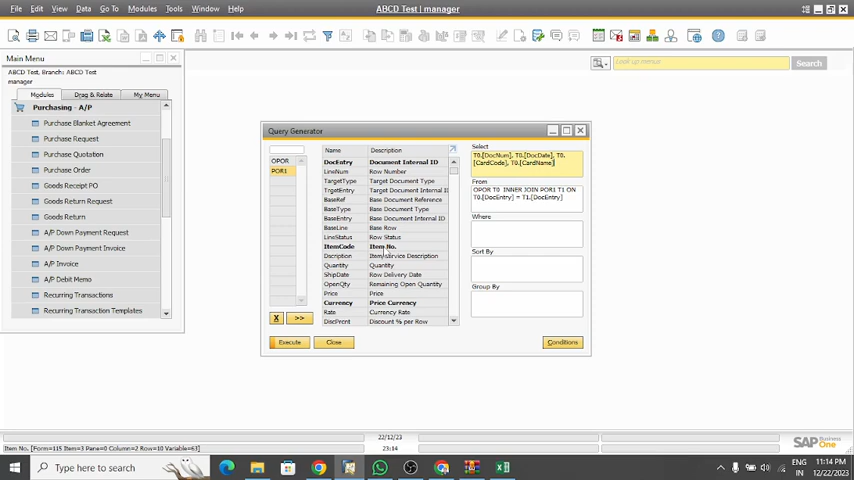 File Edit View Data Go To Modules Tools Window Help
ABCD Test | manager
Main Menu
ABCD Test, Branch: ABCD Test
manager
Modules Drag & Relate My Menu
Purchasing - A/P
Purchase Blanket Agreement
Purchase Request
Purchase Quotation
Purchase Order
Goods Receipt PO
Goods Return Request
Goods Return
A/P Down Payment Request
A/P Down Payment Invoice
A/P Invoice
A/P Debit Memo
Recurring Transactions
Recurring Transaction Templates
Look up menus
Search
Query Generator
OPOR
POR1
X >>
Name Description
DocEntry Document Internal ID
LineNum Row Number
TargetType Target Document Type
TrgetEntry Target Document Internal I
BaseRef Base Document Reference
BaseType Base Document Type
BaseEntry Base Document Internal ID
BaseLine Base Row
LineStatus Row Status
ItemCode Item No.
Dscription Item/Service Description
Quantity Quantity
ShipDate Row Delivery Date
OpenQty Remaining Open Quantity
Price Price
Currency Price Currency
Rate Currency Rate
DiscPrcnt Discount % per Row
Select
T0.[DocNum], T0.[DocDate], T0.
[CardCode], T0.[CardName]
From
OPOR T0 INNER JOIN POR1 T1 ON
T0.[DocEntry] = T1.[DocEntry]
Where
Sort By
Group By
Execute Close Conditions
Item No. [Form=115 Item=3 Pane=0 Column=2 Row=10 Variable=63]
22/12/23
23:14
SAP Business One
Type here to search
ENG
IN
11:14 PM
12/22/2023